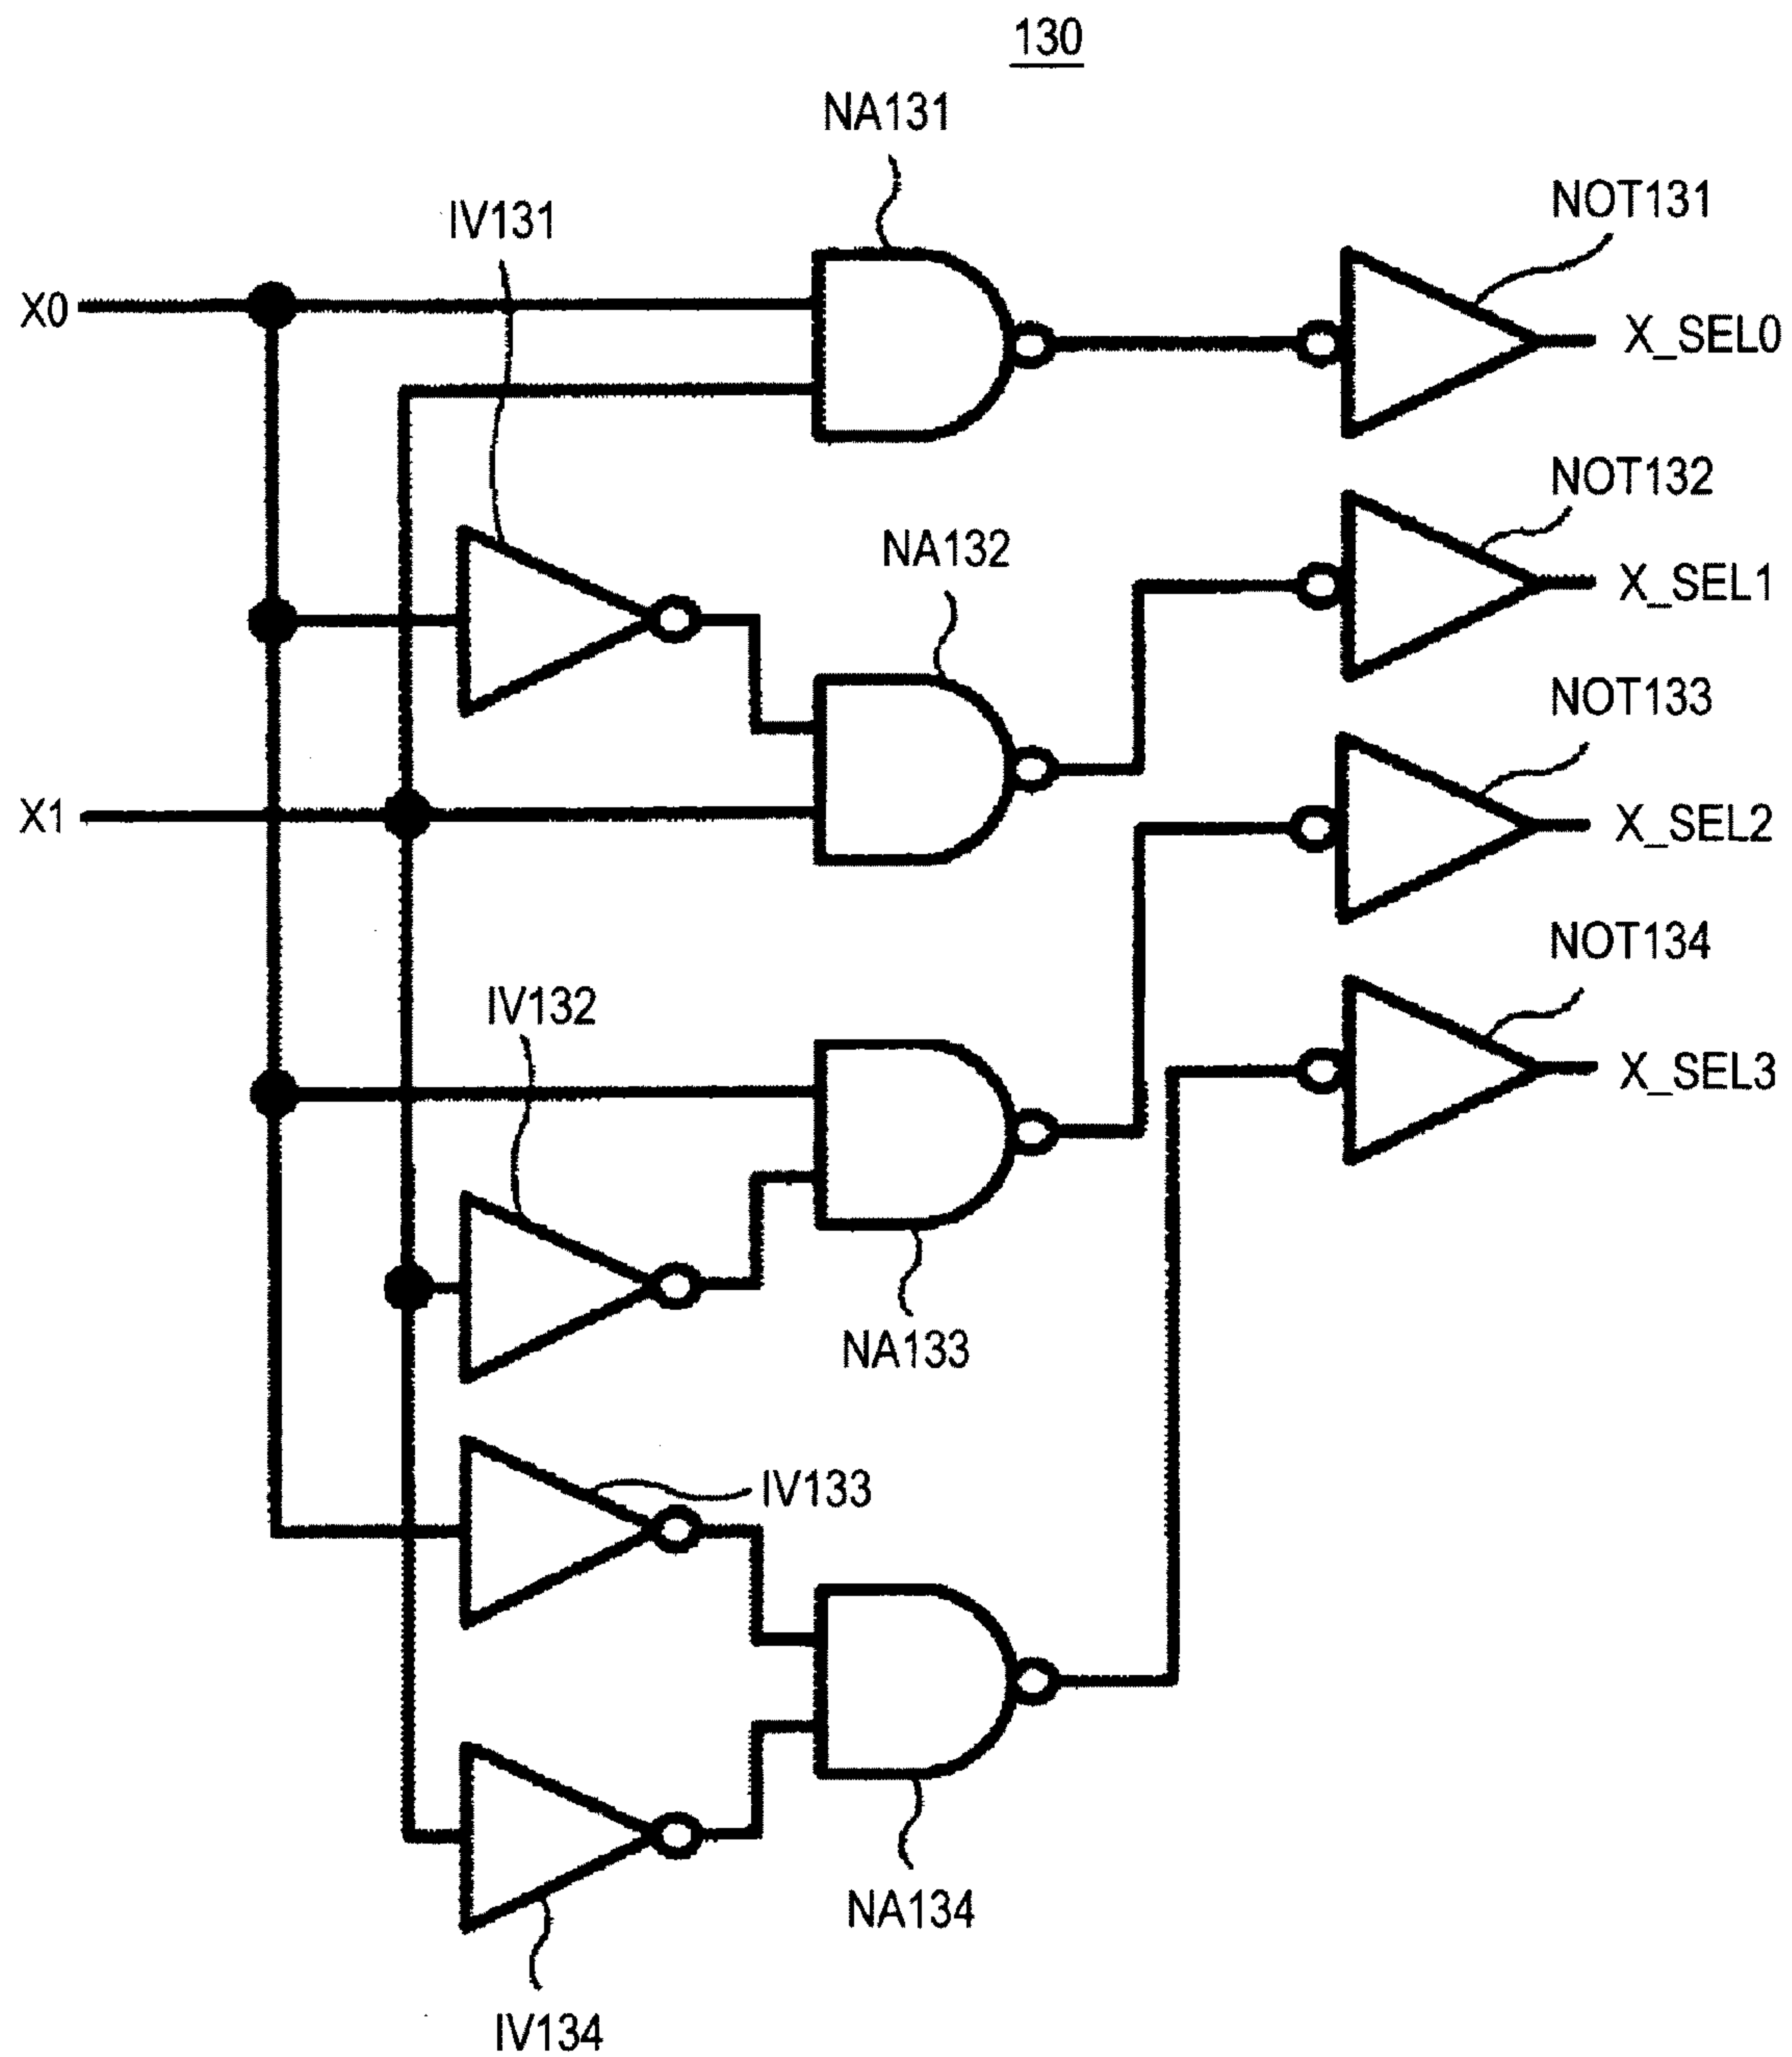 130
NA131
NOT131
IV131
X0
X_SEL0
NOT132
NA132
X_SEL1
NOT133
X1
X_SEL2
NOT134
IV132
X_SEL3
NA133
IV133
NA134
IV134